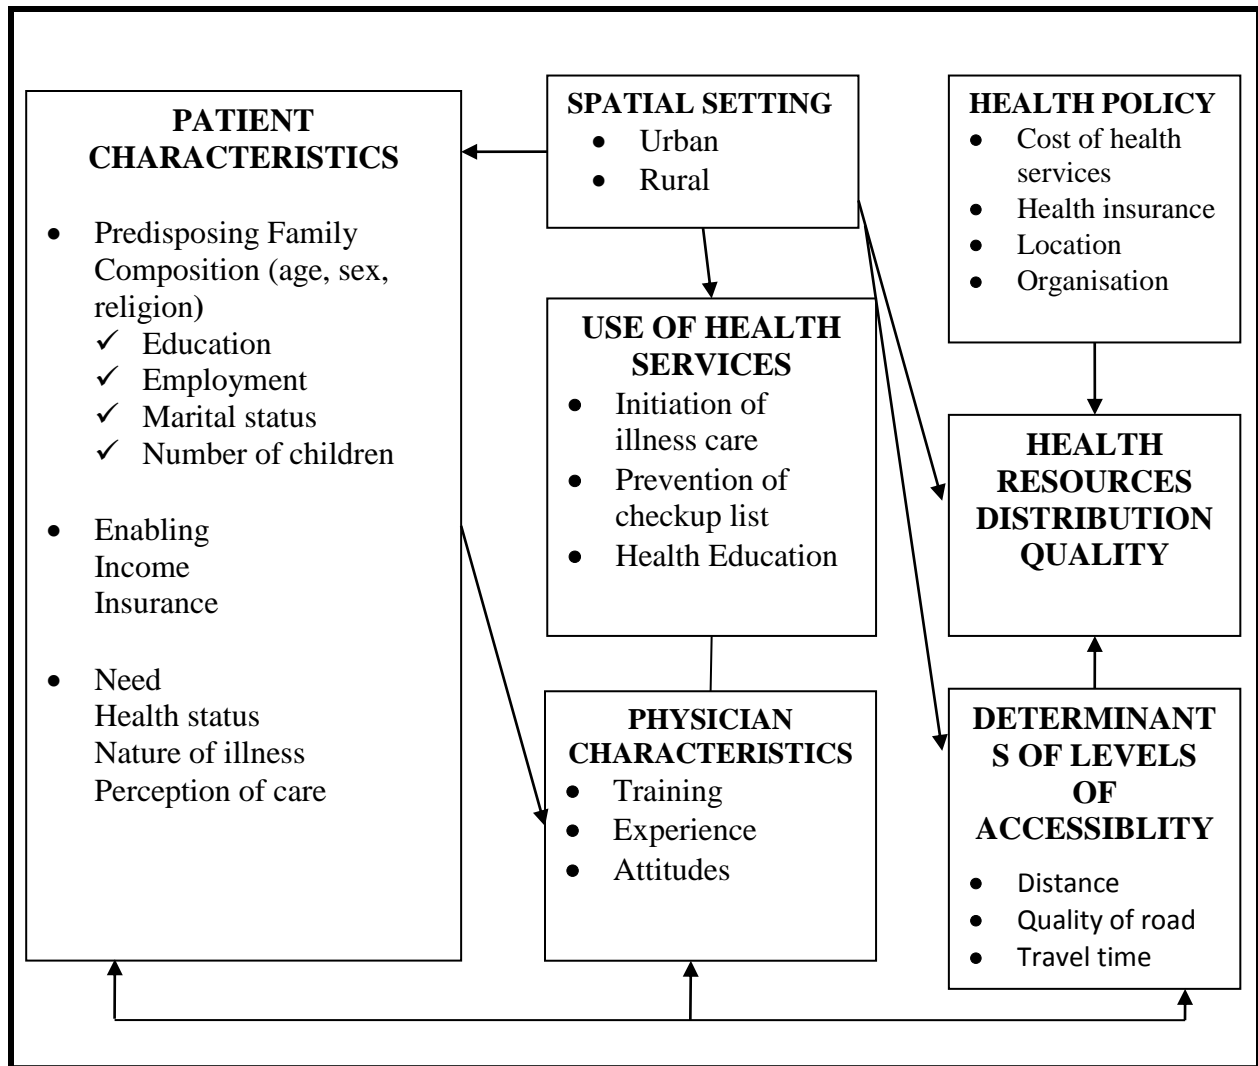 PATIENT
CHARACTERISTICS
● Predisposing Family
Composition (age, sex,
religion)
✓ Education
✓ Employment
✓ Marital status
✓ Number of children
● Enabling
Income
Insurance
● Need
Health status
Nature of illness
Perception of care
SPATIAL SETTING
● Urban
● Rural
USE OF HEALTH
SERVICES
● Initiation of
illness care
● Prevention of
checkup list
● Health Education
PHYSICIAN
CHARACTERISTICS
● Training
● Experience
● Attitudes
HEALTH POLICY
● Cost of health
services
● Health insurance
● Location
● Organisation
HEALTH
RESOURCES
DISTRIBUTION
QUALITY
DETERMINANT
S OF LEVELS
OF
ACCESSIBLITY
● Distance
● Quality of road
● Travel time